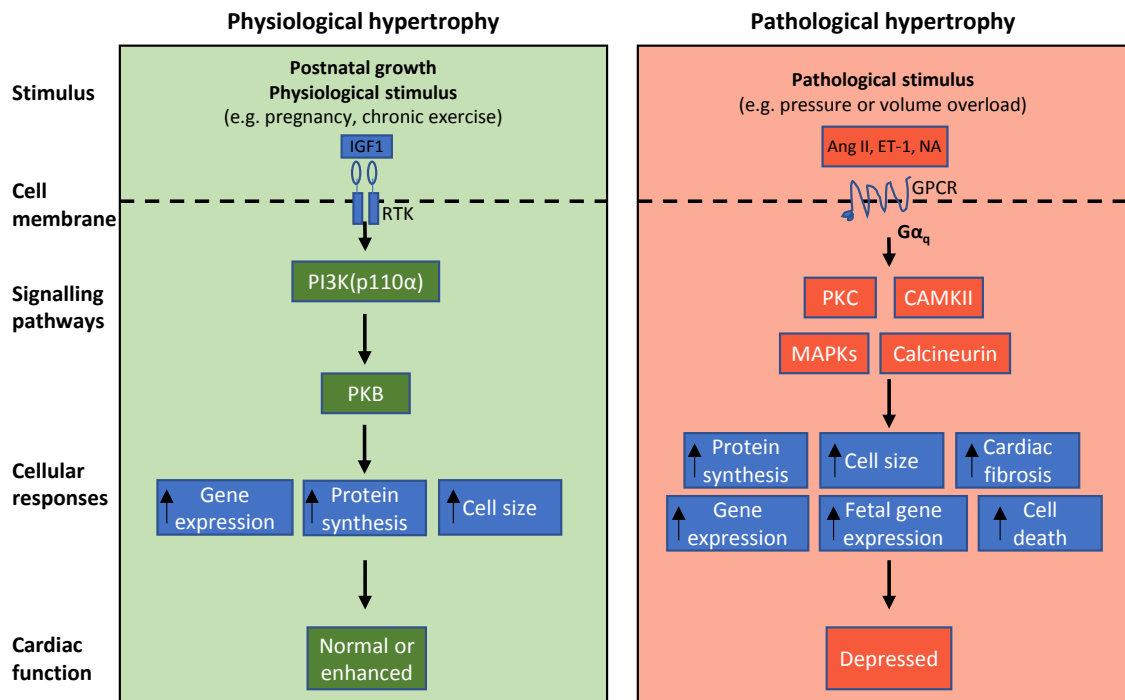 Physiological hypertrophy
Pathological hypertrophy
Stimulus
Postnatal growth
Physiological stimulus
(e.g. pregnancy, chronic exercise)
IGF1
Pathological stimulus
(e.g. pressure or volume overload)
Ang II, ET-1, NA
Cell
membrane
RTK
GPCR
Gαq
Signalling
pathways
PI3K(p110α)
PKB
PKC
CAMKII
MAPKs
Calcineurin
Cellular
responses
Gene
expression
Protein
synthesis
Cell size
Protein
synthesis
Cell size
Cardiac
fibrosis
Gene
expression
Fetal gene
expression
Cell
death
Cardiac
function
Normal or
enhanced
Depressed